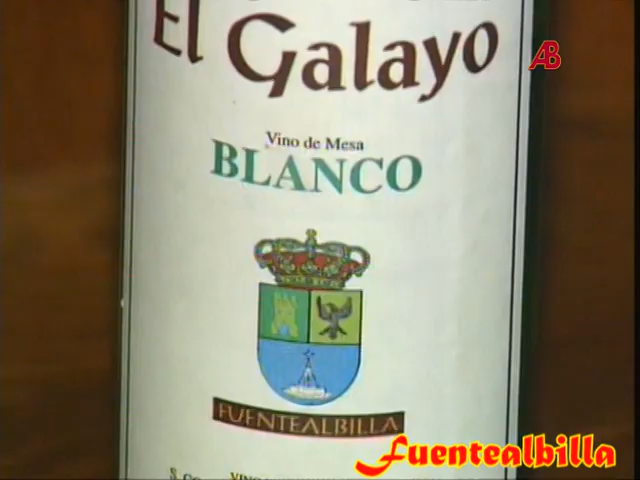 El Galayo
AB
Vino de Mesa
BLANCO
FUENTEALBILLA
Fuentealbilla